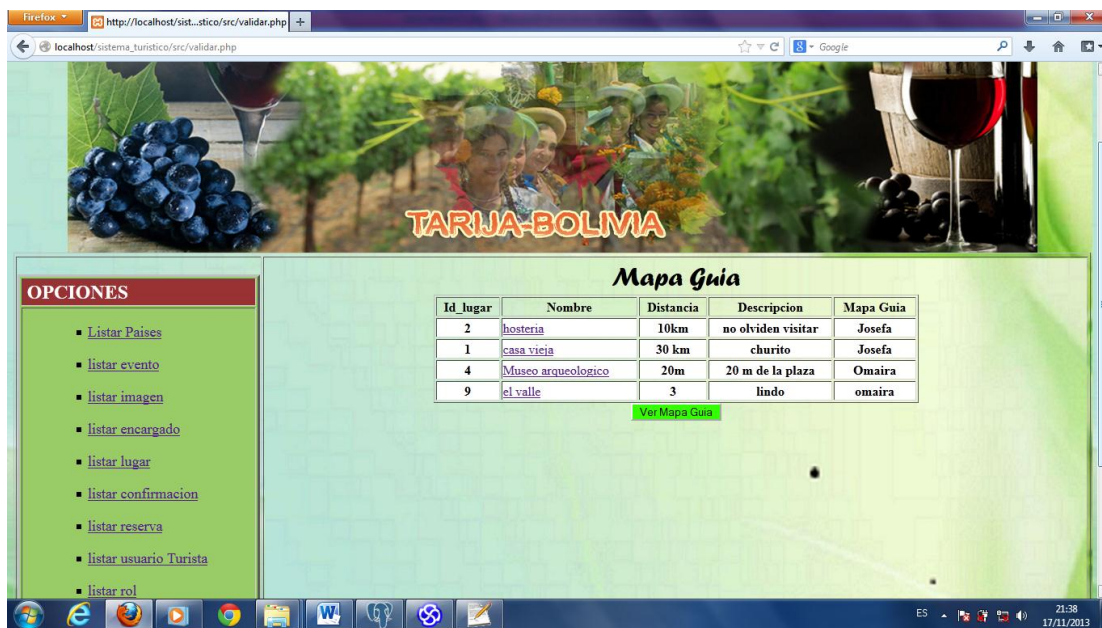 Firefox
http://localhost/sist...stico/src/validar.php
localhost/sistema_turistico/src/validar.php
Google
TARIJA-BOLIVIA
OPCIONES
Listar Paises
listar evento
listar imagen
listar encargado
listar lugar
listar confirmacion
listar reserva
listar usuario Turista
listar rol
Mapa Guia
Id_lugar Nombre Distancia Descripcion Mapa Guia
2 hosteria 10km no olviden visitar Josefa
1 casa vieja 30 km churito Josefa
4 Museo arqueologico 20m 20 m de la plaza Omaira
9 el valle 3 lindo omaira
Ver Mapa Guia
ES
21:38
17/11/2013